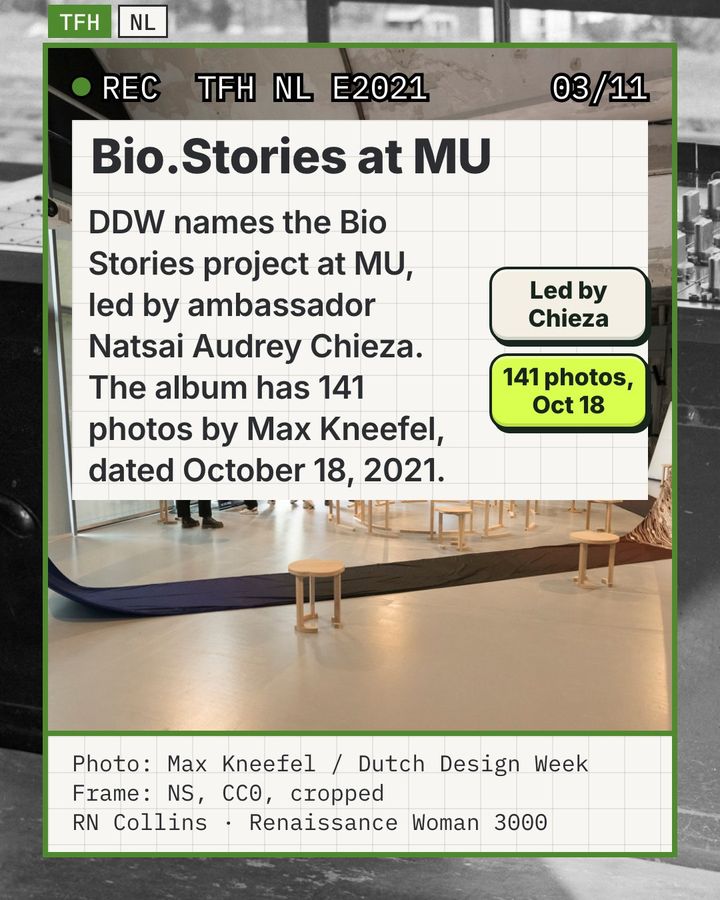 TFH NL
REC TFH NL E2021 03/11
Bio.Stories at MU
DDW names the Bio
Stories project at MU,
led by ambassador
Natsai Audrey Chieza.
The album has 141
photos by Max Kneefel,
dated October 18, 2021.
Led by
Chieza
141 photos,
Oct 18
Photo: Max Kneefel / Dutch Design Week
Frame: NS, CC0, cropped
RN Collins · Renaissance Woman 3000